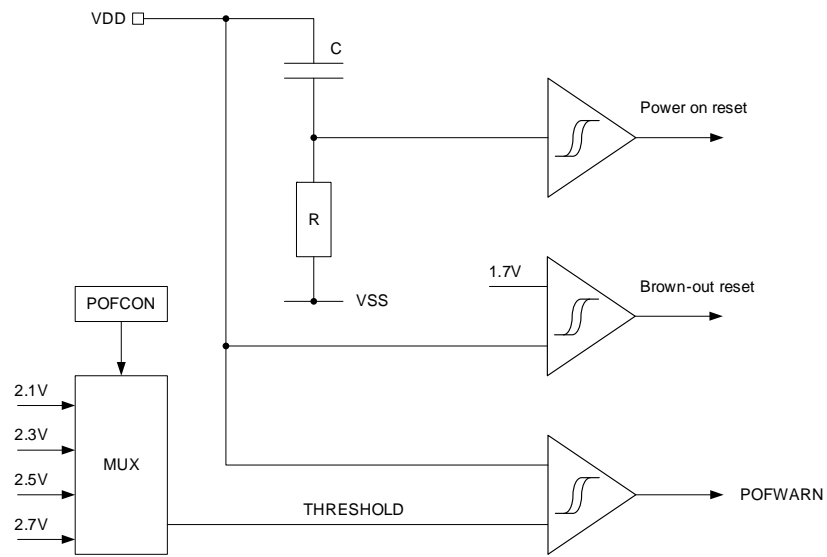 VDD
C
Power on reset
R
1.7V
Brown-out reset
VSS
POFCON
2.1V
2.3V
MUX
2.5V
THRESHOLD
POFWARN
2.7V